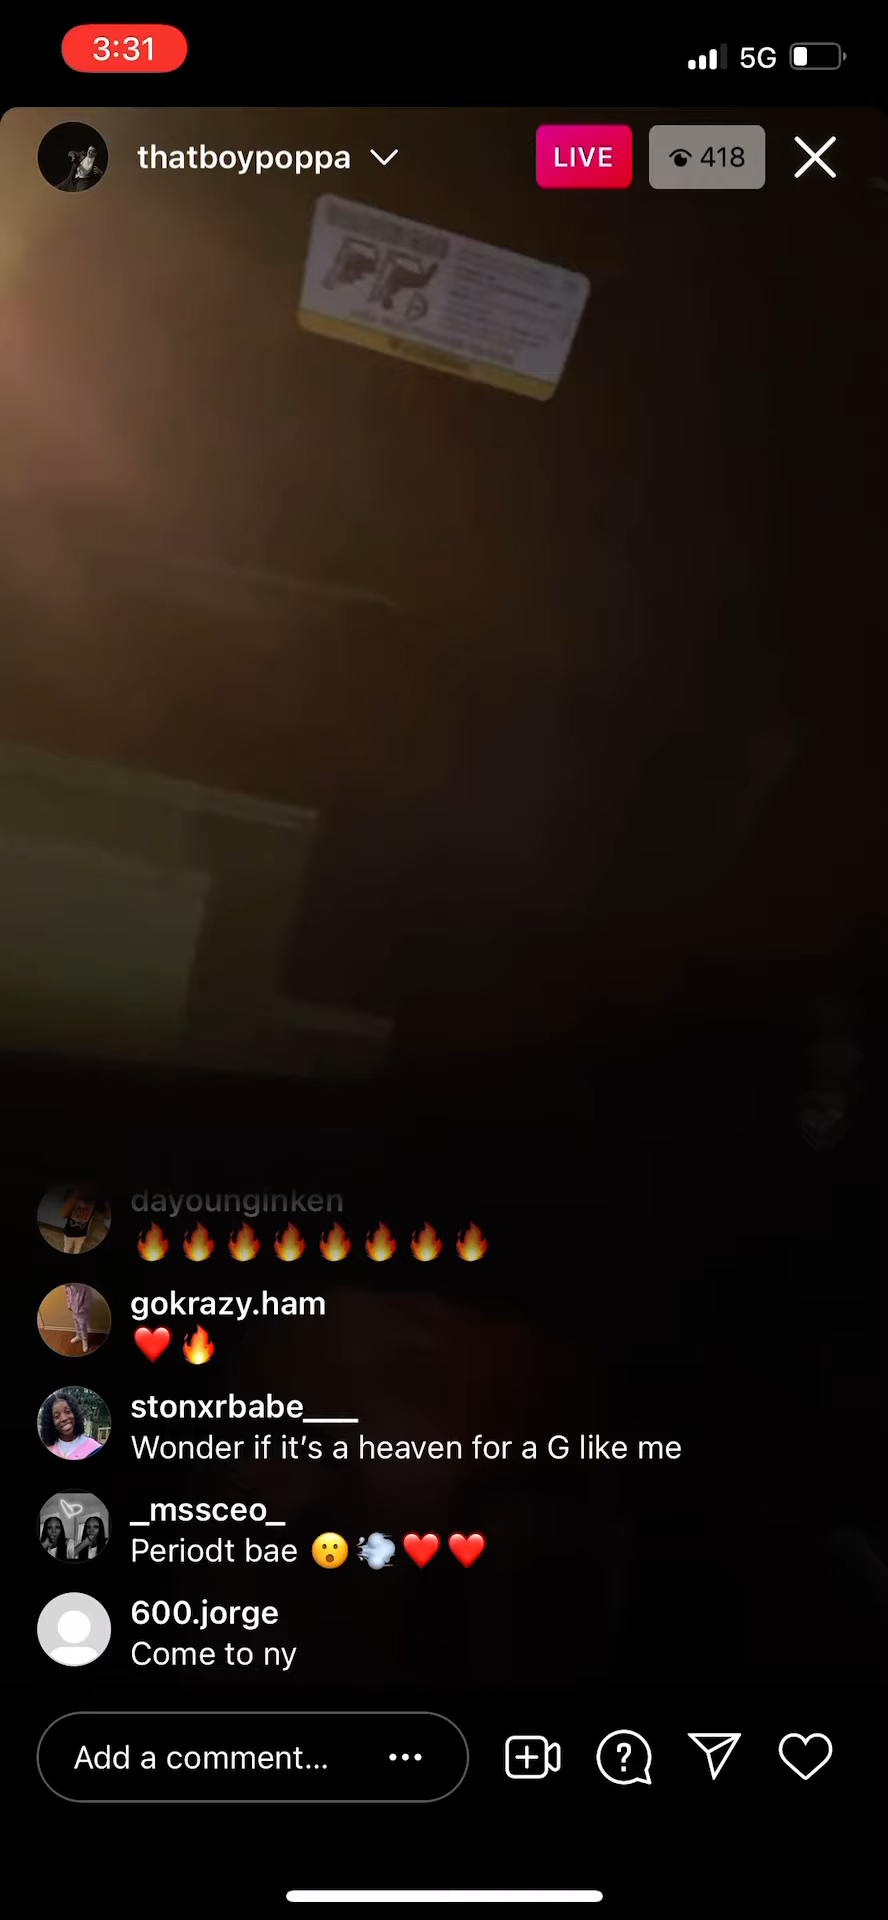 3:31
5G
thatboypoppa
LIVE
418
dayounginken
🔥🔥🔥🔥🔥🔥🔥🔥
gokrazy.ham
❤️🔥
stonxrbabe___
Wonder if it's a heaven for a G like me
_mssceo_
Periodt bae 😮💨❤️❤️
600.jorge
Come to ny
Add a comment...